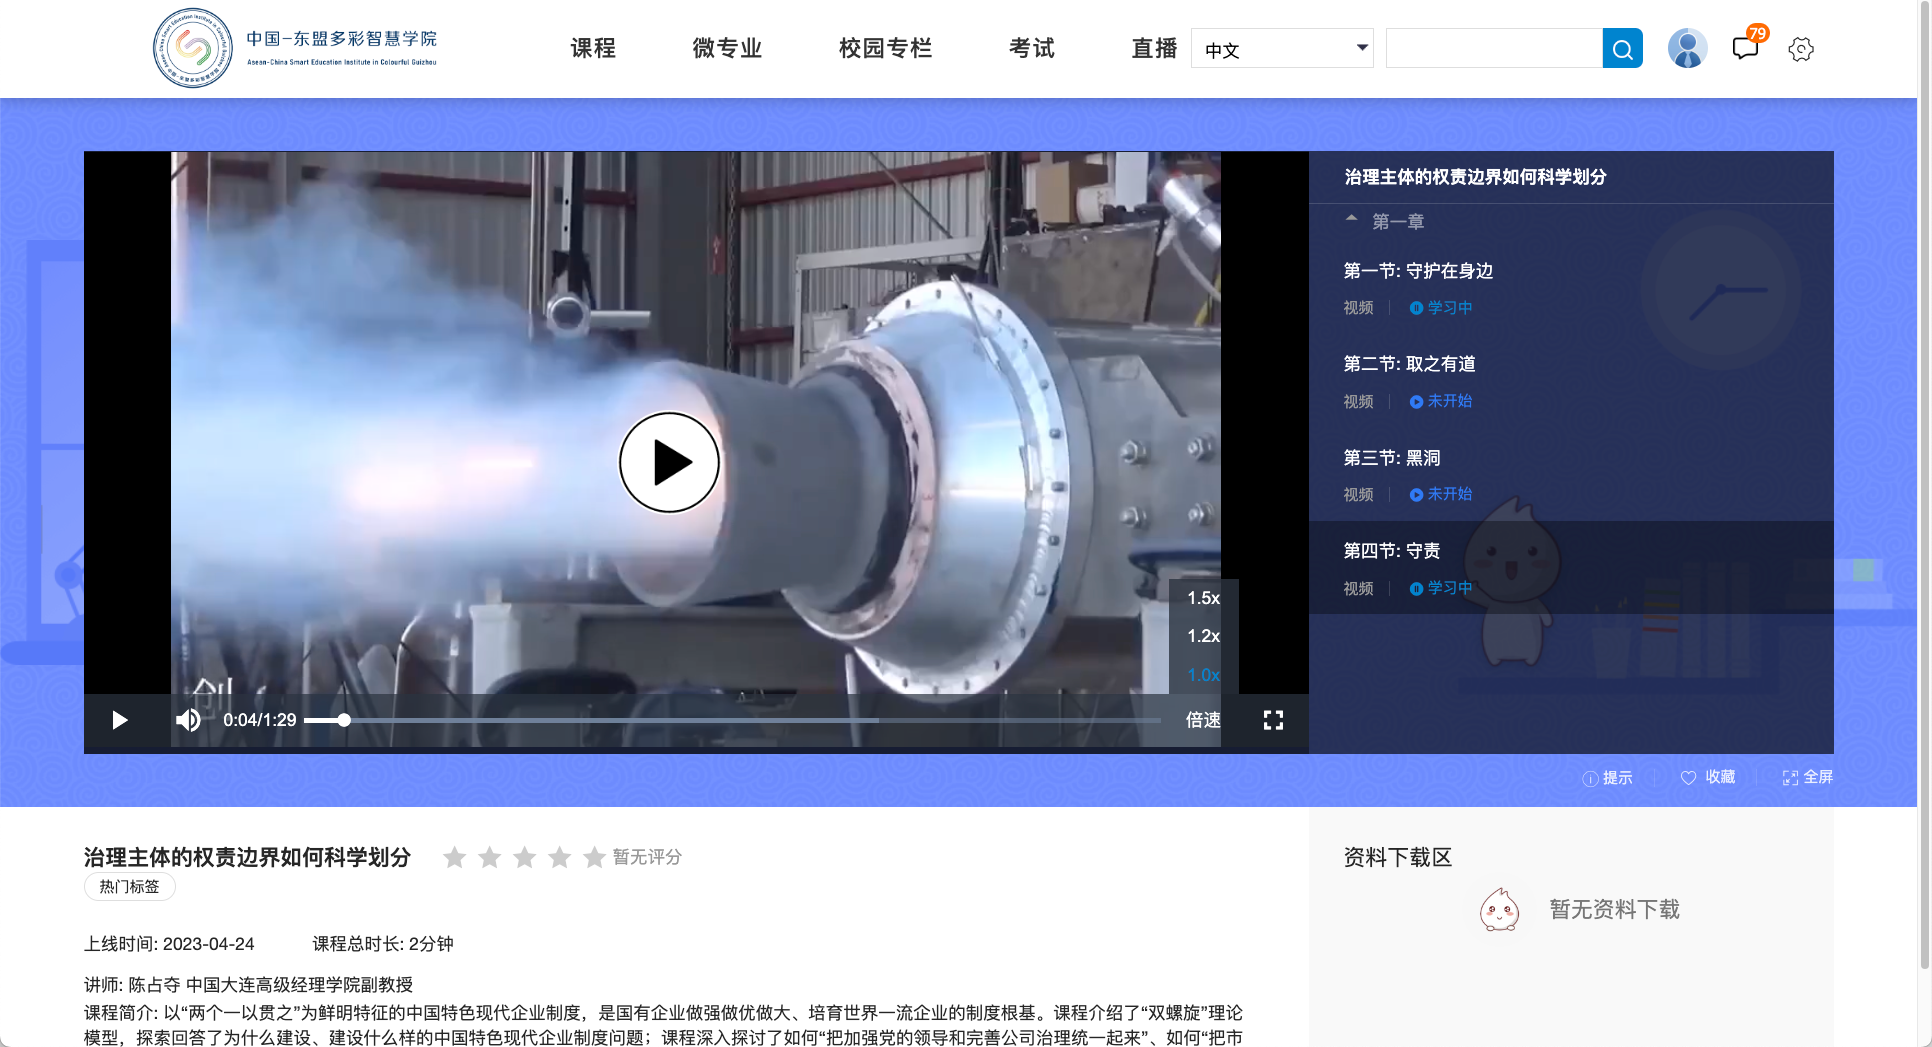 中国-东盟多彩智慧学院
Asean-China Smart Education Institute in Colourful Guizhou
课程
微专业
校园专栏
考试
直播
中文
79
治理主体的权责边界如何科学划分
第一章
第一节: 守护在身边
视频
学习中
第二节: 取之有道
视频
未开始
第三节: 黑洞
视频
未开始
第四节: 守责
视频
学习中
1.5x
1.2x
1.0x
0:04/1:29
倍速
提示
收藏
全屏
治理主体的权责边界如何科学划分
暂无评分
热门标签
上线时间: 2023-04-24
课程总时长: 2分钟
讲师: 陈占夺 中国大连高级经理学院副教授
课程简介: 以“两个一以贯之”为鲜明特征的中国特色现代企业制度，是国有企业做强做优做大、培育世界一流企业的制度根基。课程介绍了“双螺旋”理论
模型，探索回答了为什么建设、建设什么样的中国特色现代企业制度问题；课程深入探讨了如何“把加强党的领导和完善公司治理统一起来”、如何“把市
资料下载区
暂无资料下载